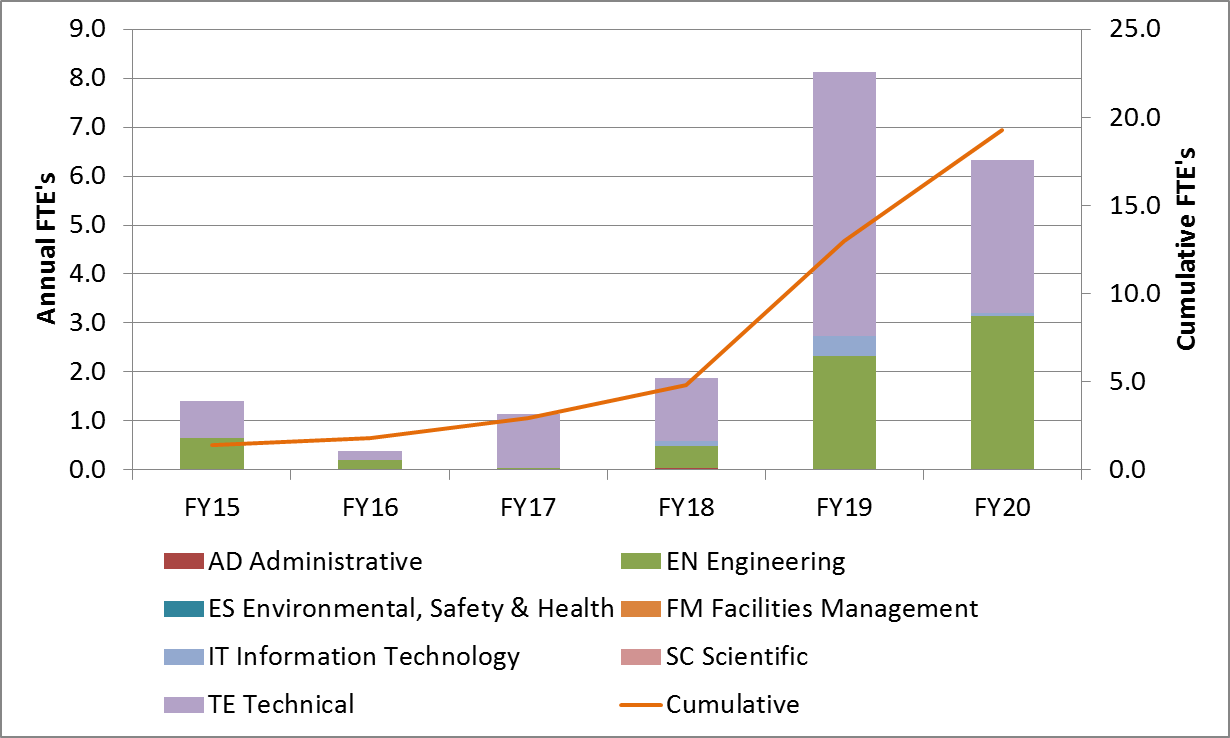 9.0
8.0
7.0
6.0
5.0
4.0
3.0
2.0
1.0
0.0
Annual FTE's
25.0
20.0
15.0
10.0
5.0
0.0
Cumulative FTE's
FY15 FY16 FY17 FY18 FY19 FY20
AD Administrative EN Engineering
ES Environmental, Safety & Health FM Facilities Management
IT Information Technology SC Scientific
TE Technical Cumulative